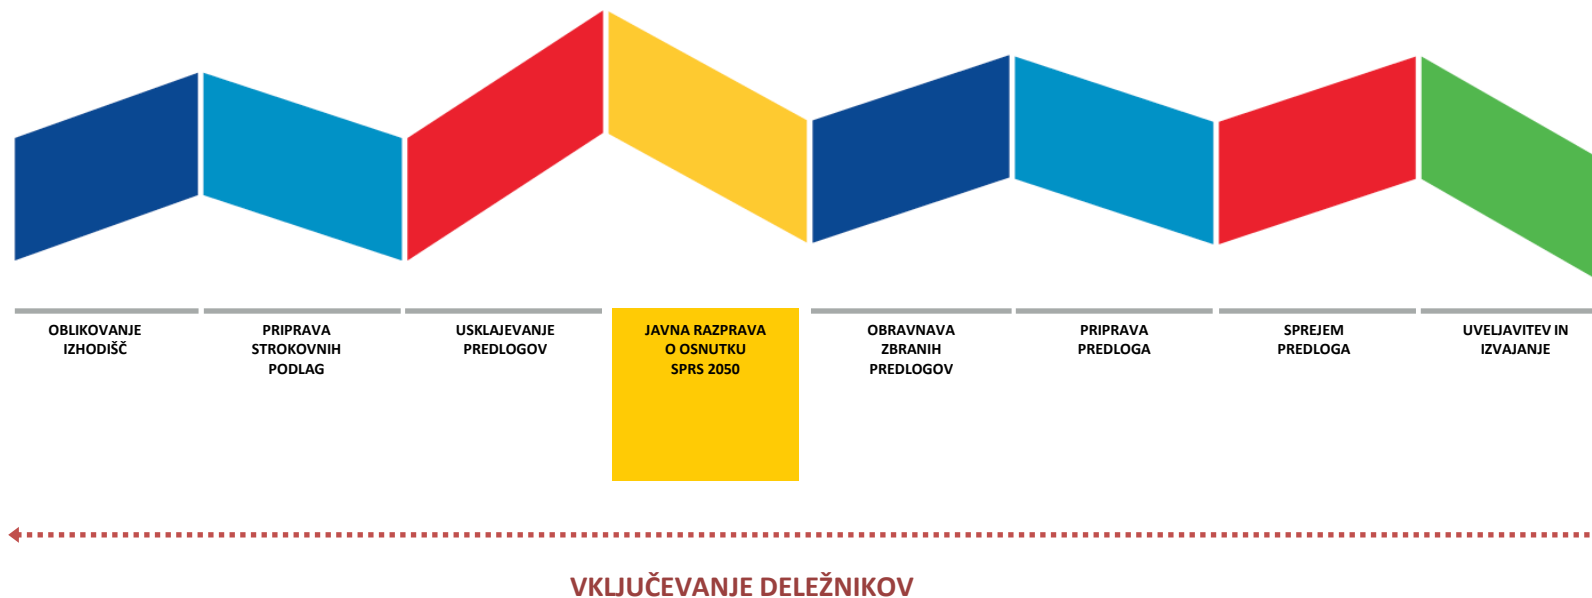 OBLIKOVANJE
IZHODIŠČ
PRIPRAVA
STROKOVNIH
PODLAG
USKLAJEVANJE
PREDLOGOV
JAVNA RAZPRAVA
O OSNUTKU
SPRS 2050
OBRAVNAVA
ZBRANIH
PREDLOGOV
PRIPRAVA
PREDLOGA
SPREJEM
PREDLOGA
UVELJAVITEV IN
IZVAJANJE
VKLJUČEVANJE DELEŽNIKOV